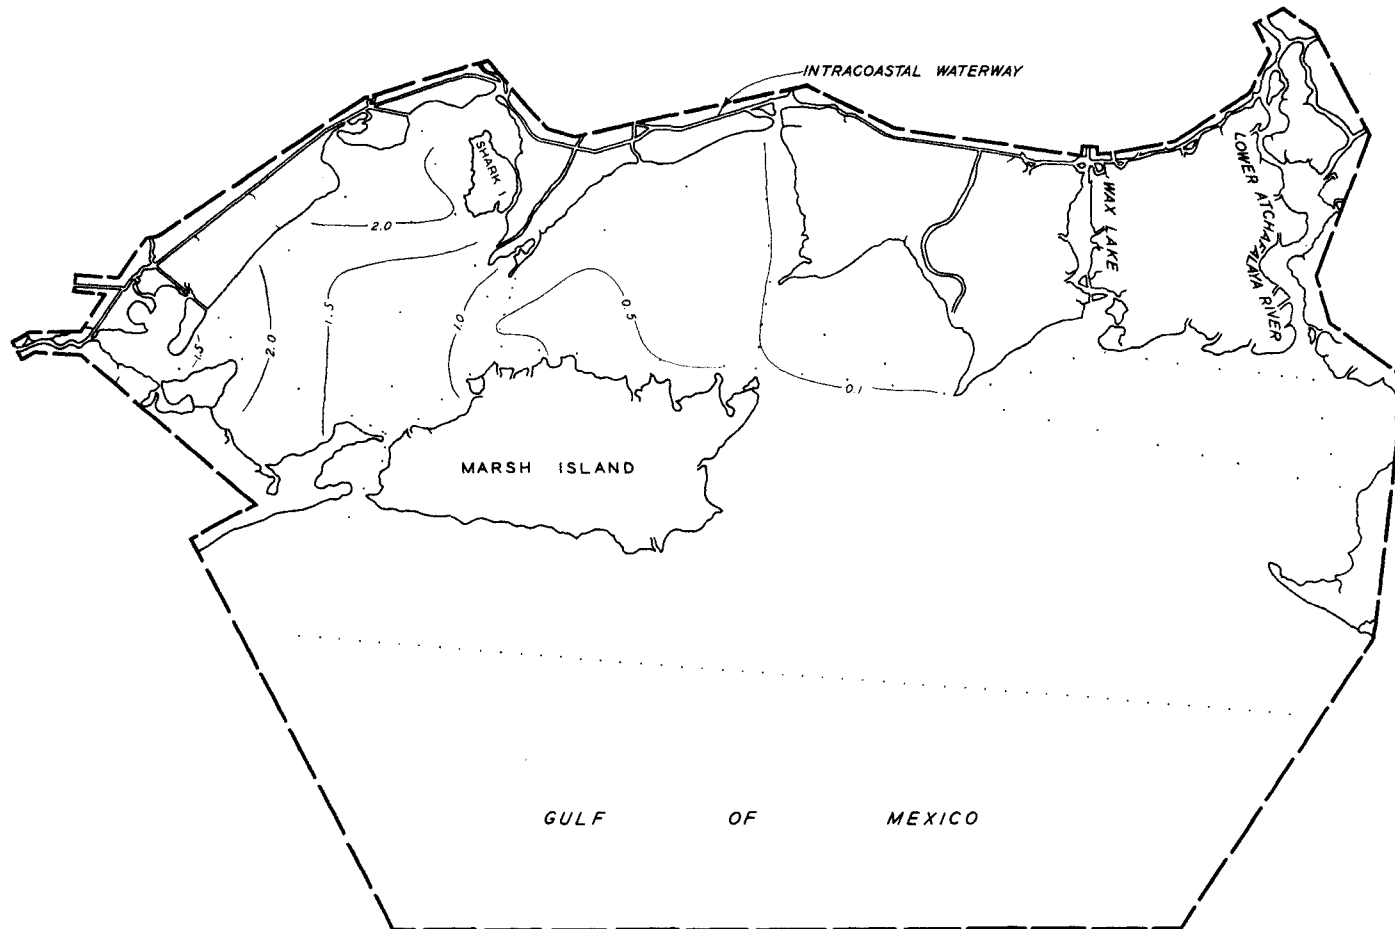 INTRACOASTAL WATERWAY
SHARK I
LOWER ATCHAFALAYA RIVER
WAX LAKE
2.0
2.0
1.5
1.0
0.5
1.5
0.1
MARSH ISLAND
GULF OF MEXICO